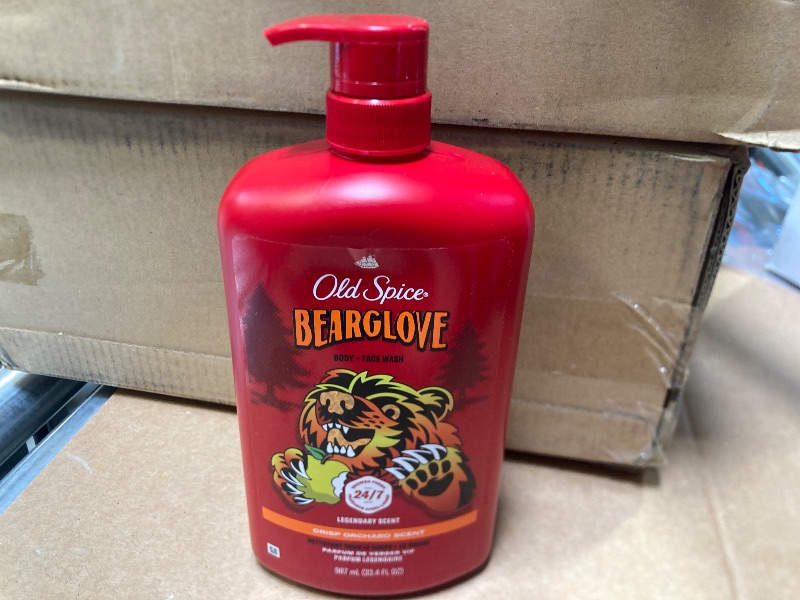 Old Spice®
BEARGLOVE
BODY + FACE WASH
24/7
LEGENDARY SCENT
CRISP ORCHARD SCENT
PARFUM DE VERGER VIF
PARFUM LÉGENDAIRE